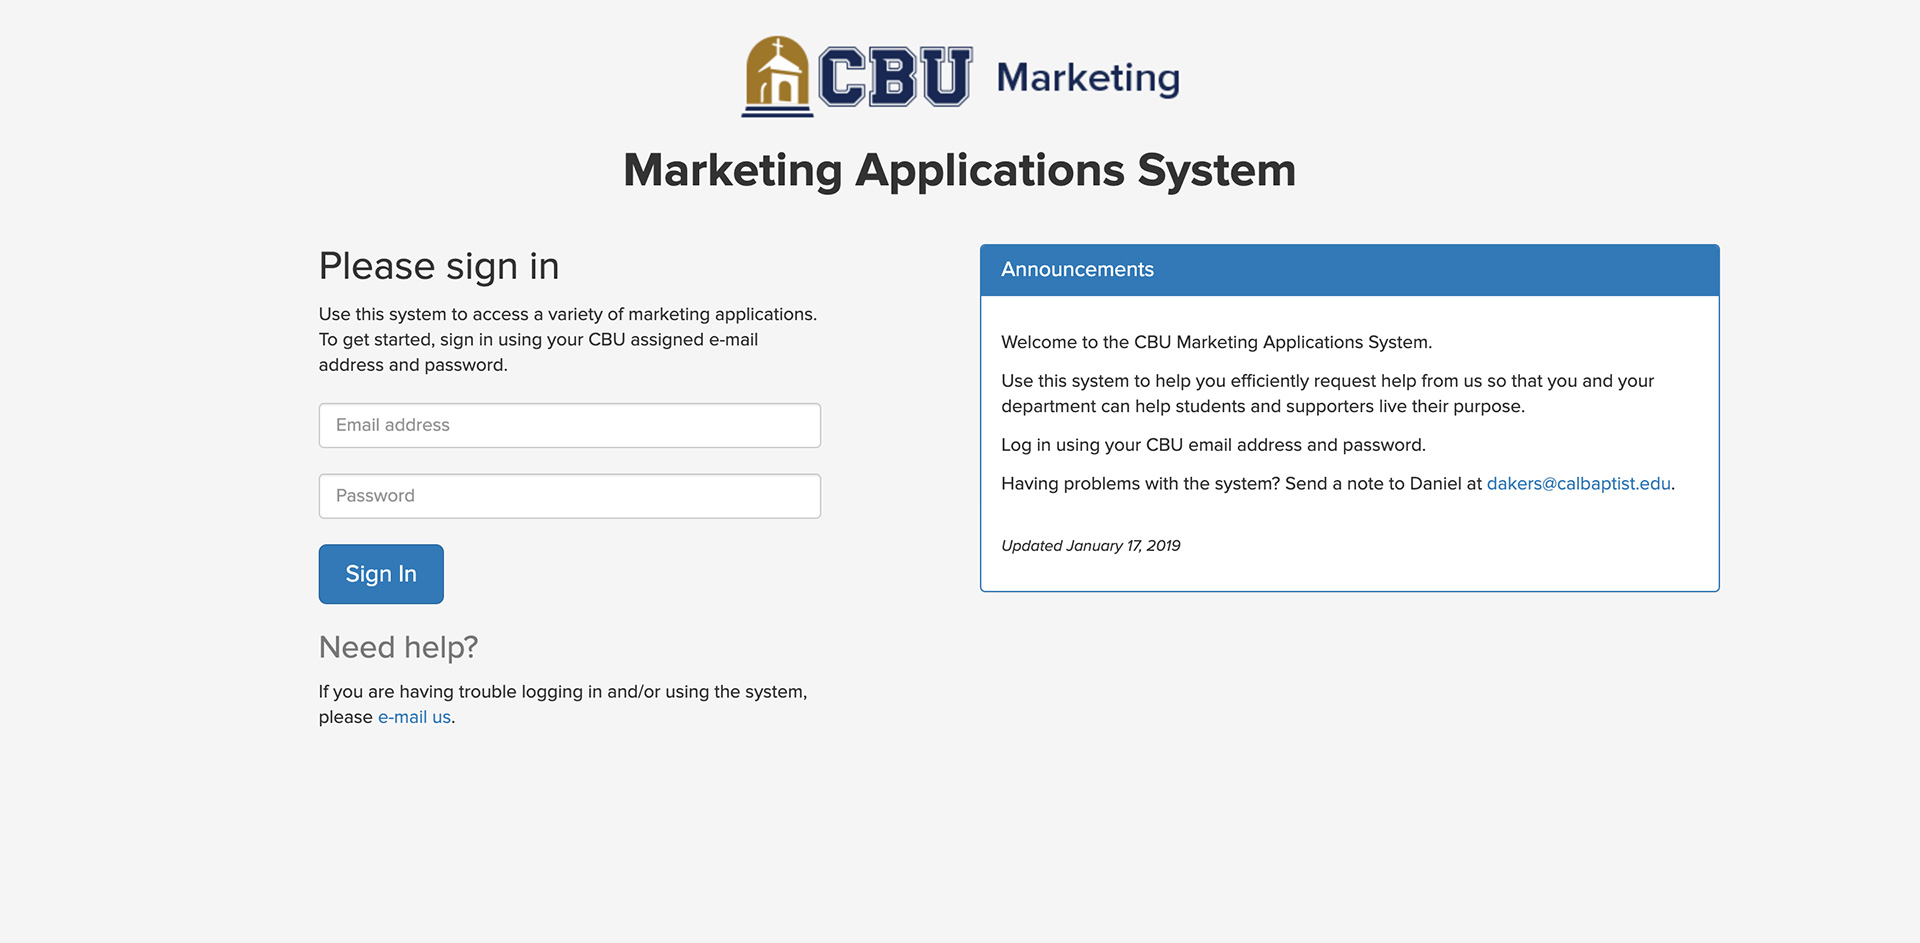 CBU Marketing
Marketing Applications System
Please sign in
Use this system to access a variety of marketing applications.
To get started, sign in using your CBU assigned e-mail
address and password.
Email address
Password
Sign In
Need help?
If you are having trouble logging in and/or using the system,
please e-mail us.
Announcements
Welcome to the CBU Marketing Applications System.
Use this system to help you efficiently request help from us so that you and your
department can help students and supporters live their purpose.
Log in using your CBU email address and password.
Having problems with the system? Send a note to Daniel at dakers@calbaptist.edu.
Updated January 17, 2019